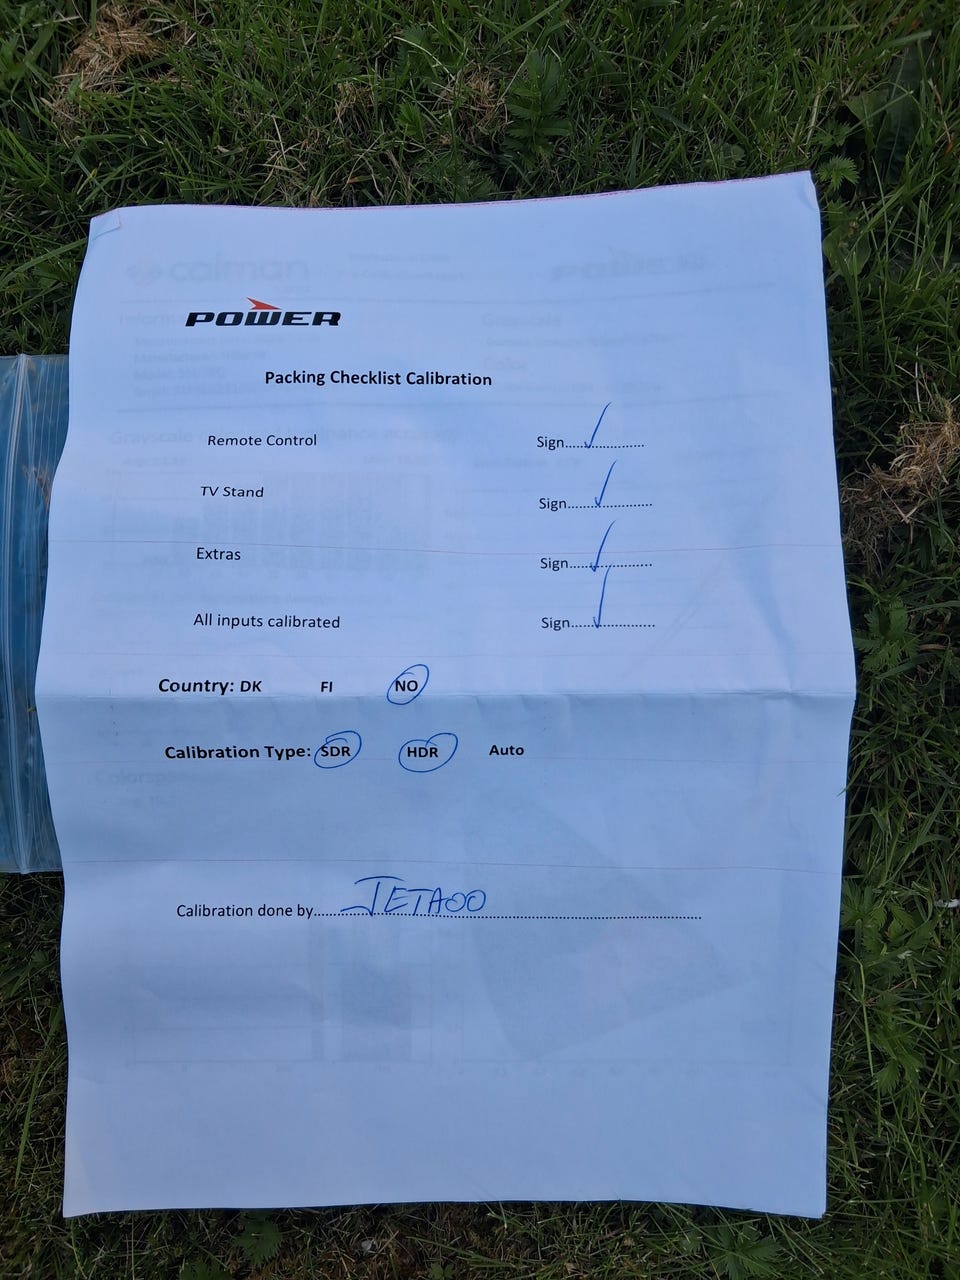 POWER
Packing Checklist Calibration
Remote Control Sign....................
TV Stand Sign.....................
Extras Sign.....................
All inputs calibrated Sign.....................
Country: DK FI NO
Calibration Type: SDR HDR Auto
Calibration done by....JETAOO....................
calman